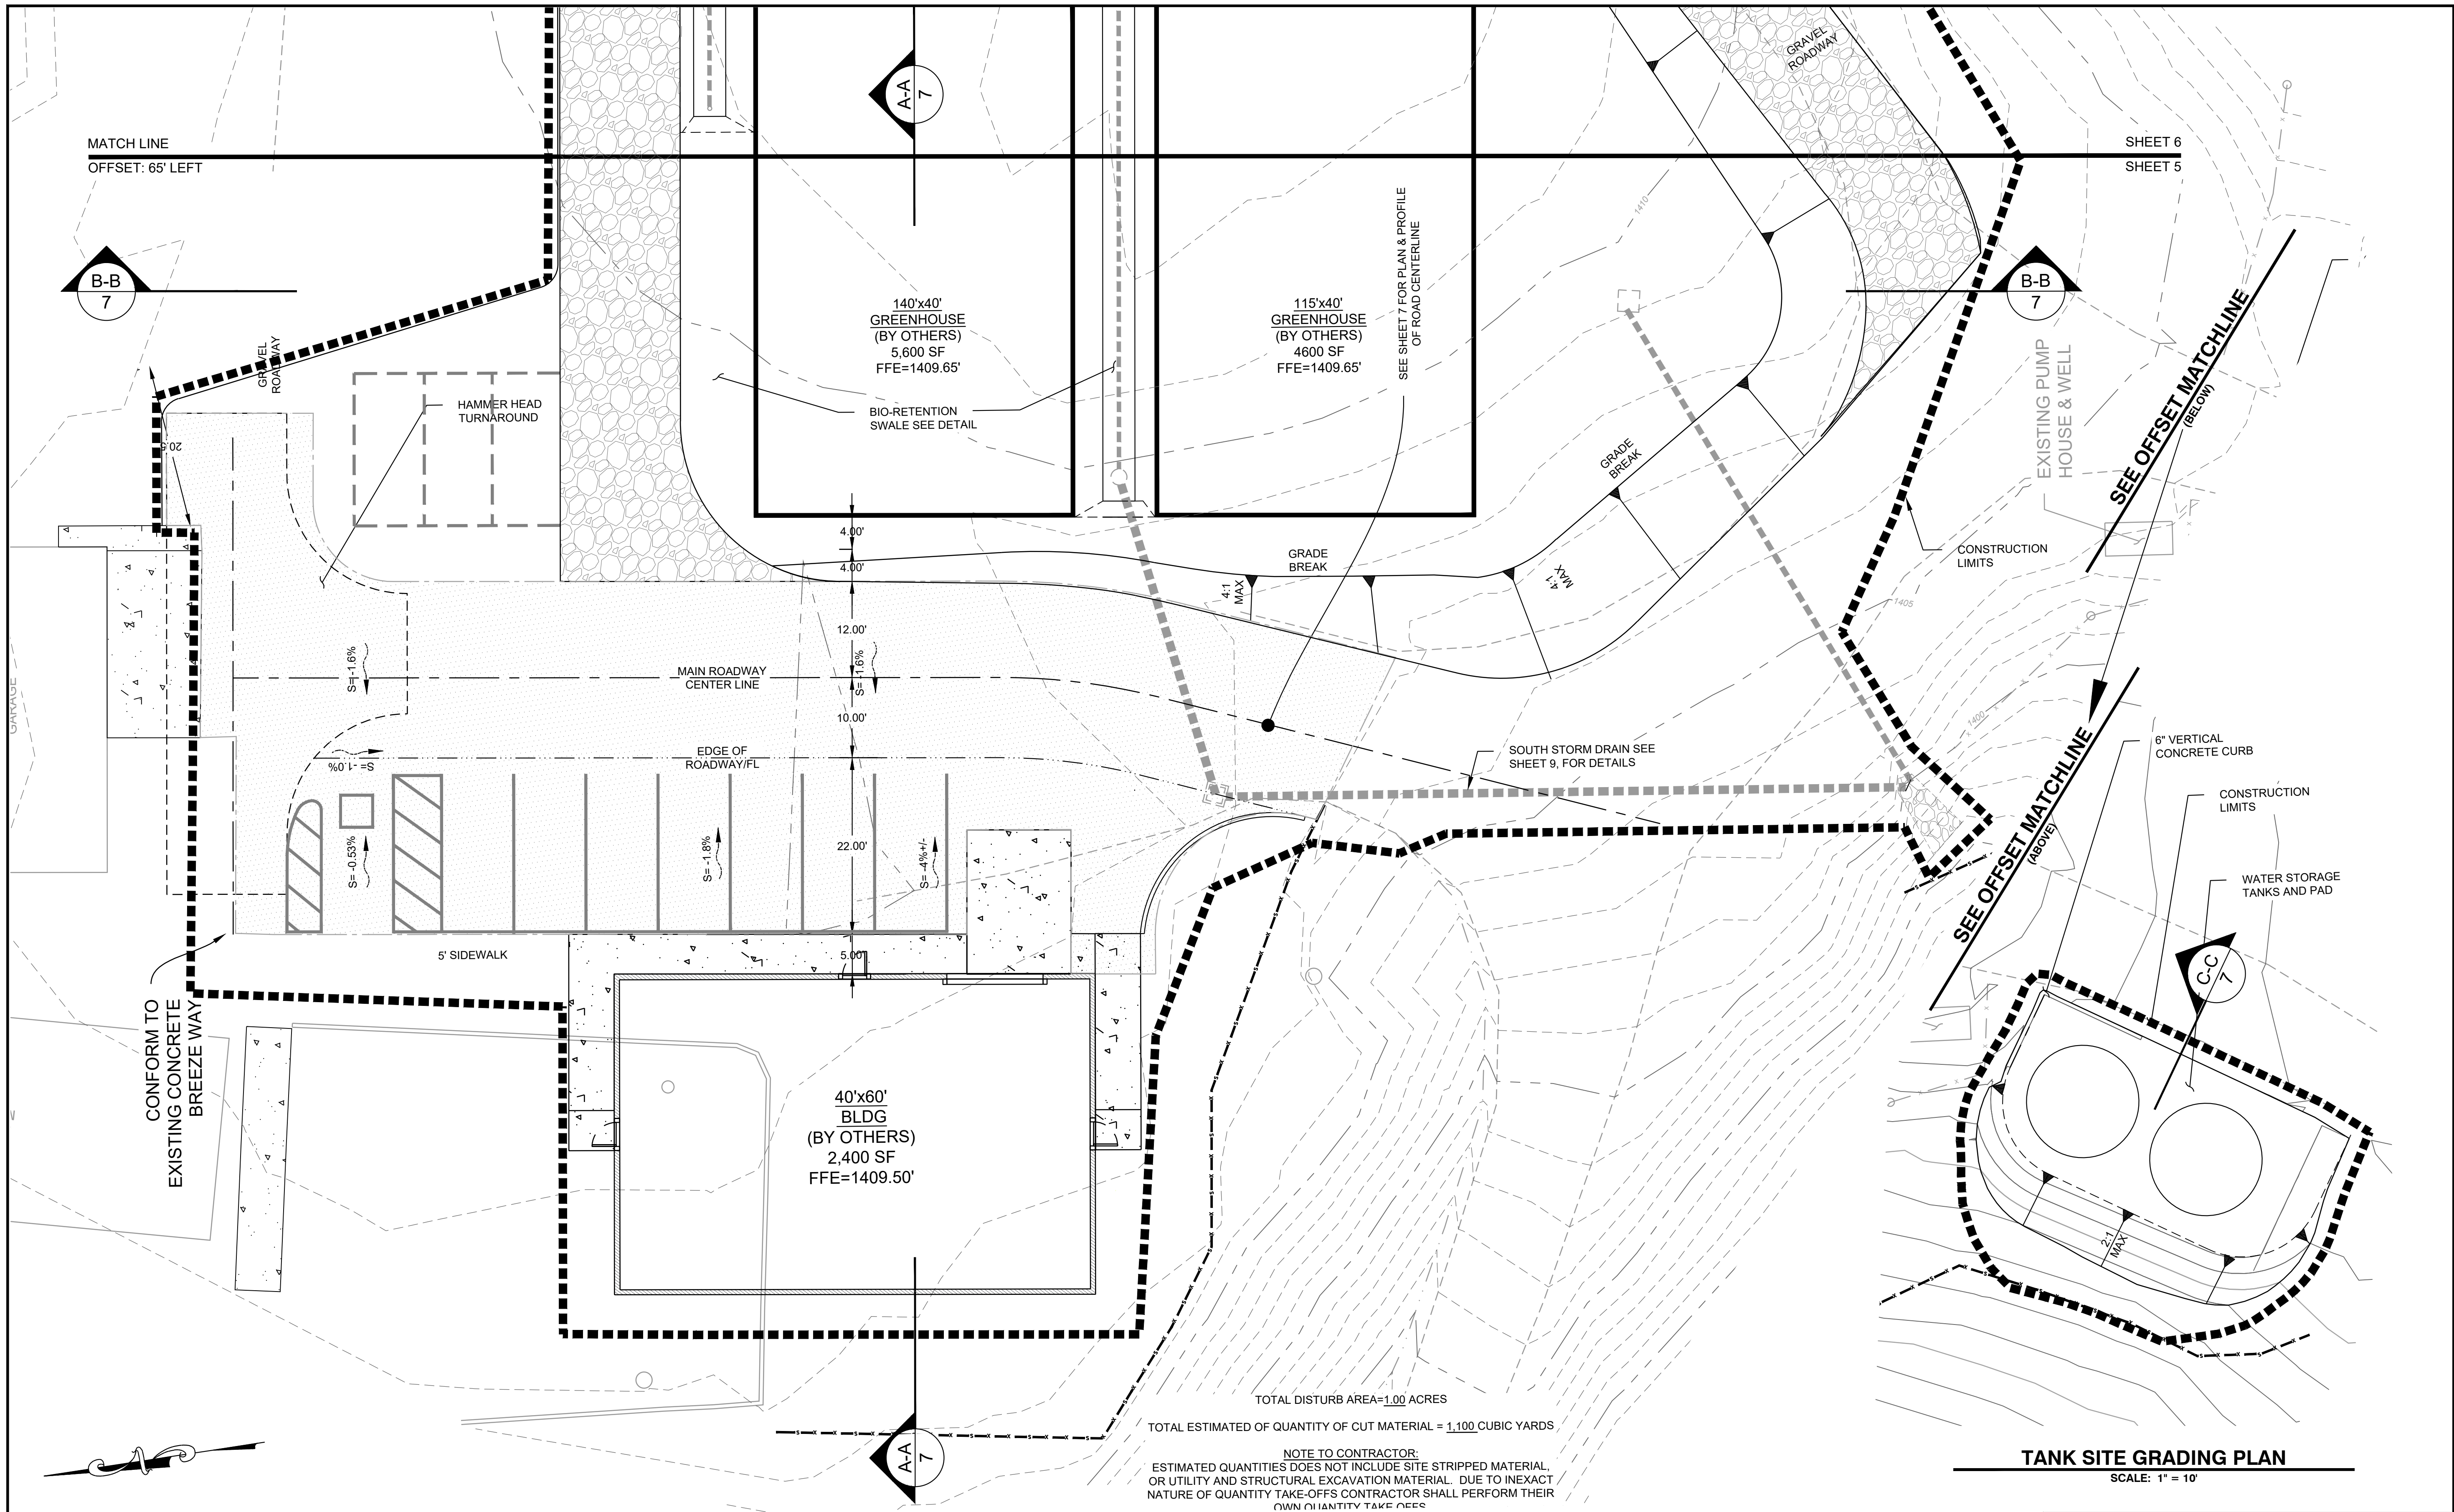 GRAVEL
ROADWAY
A-A
7
MATCH LINE
OFFSET: 65' LEFT
SHEET 6
SHEET 5
B-B
7
B-B
7
1410
SEE SHEET 7 FOR PLAN & PROFILE
OF ROAD CENTERLINE
140'x40'
GREENHOUSE
(BY OTHERS)
5,600 SF
FFE=1409.65'
115'x40'
GREENHOUSE
(BY OTHERS)
4600 SF
FFE=1409.65'
GRAVEL
ROADWAY
HAMMER HEAD
TURNAROUND
BIO-RETENTION
SWALE SEE DETAIL
EXISTING PUMP
HOUSE & WELL
SEE OFFSET MATCHLINE
(BELOW)
20.5'
GRADE
BREAK
4.00'
4.00'
GRADE
BREAK
4:1
MAX
4:1
MAX
CONSTRUCTION
LIMITS
1405
12.00'
S= -1.6%
S= -1.6%
MAIN ROADWAY
CENTER LINE
GARAGE
10.00'
1400
EDGE OF
ROADWAY/FL
S= -1.0%
SOUTH STORM DRAIN SEE
SHEET 9, FOR DETAILS
6" VERTICAL
CONCRETE CURB
CONSTRUCTION
LIMITS
SEE OFFSET MATCHLINE
(ABOVE)
S= -0.53%
S= -1.8%
22.00'
S= -4%+/-
WATER STORAGE
TANKS AND PAD
5' SIDEWALK
5.00'
C-C
7
CONFORM TO
EXISTING CONCRETE
BREEZE WAY
40'x60'
BLDG
(BY OTHERS)
2,400 SF
FFE=1409.50'
2:1
MAX
A-A
7
TOTAL DISTURB AREA=1.00 ACRES
TOTAL ESTIMATED OF QUANTITY OF CUT MATERIAL = 1,100 CUBIC YARDS
NOTE TO CONTRACTOR:
ESTIMATED QUANTITIES DOES NOT INCLUDE SITE STRIPPED MATERIAL,
OR UTILITY AND STRUCTURAL EXCAVATION MATERIAL. DUE TO INEXACT
NATURE OF QUANTITY TAKE-OFFS CONTRACTOR SHALL PERFORM THEIR
OWN QUANTITY TAKE OFFS
TANK SITE GRADING PLAN
SCALE: 1" = 10'